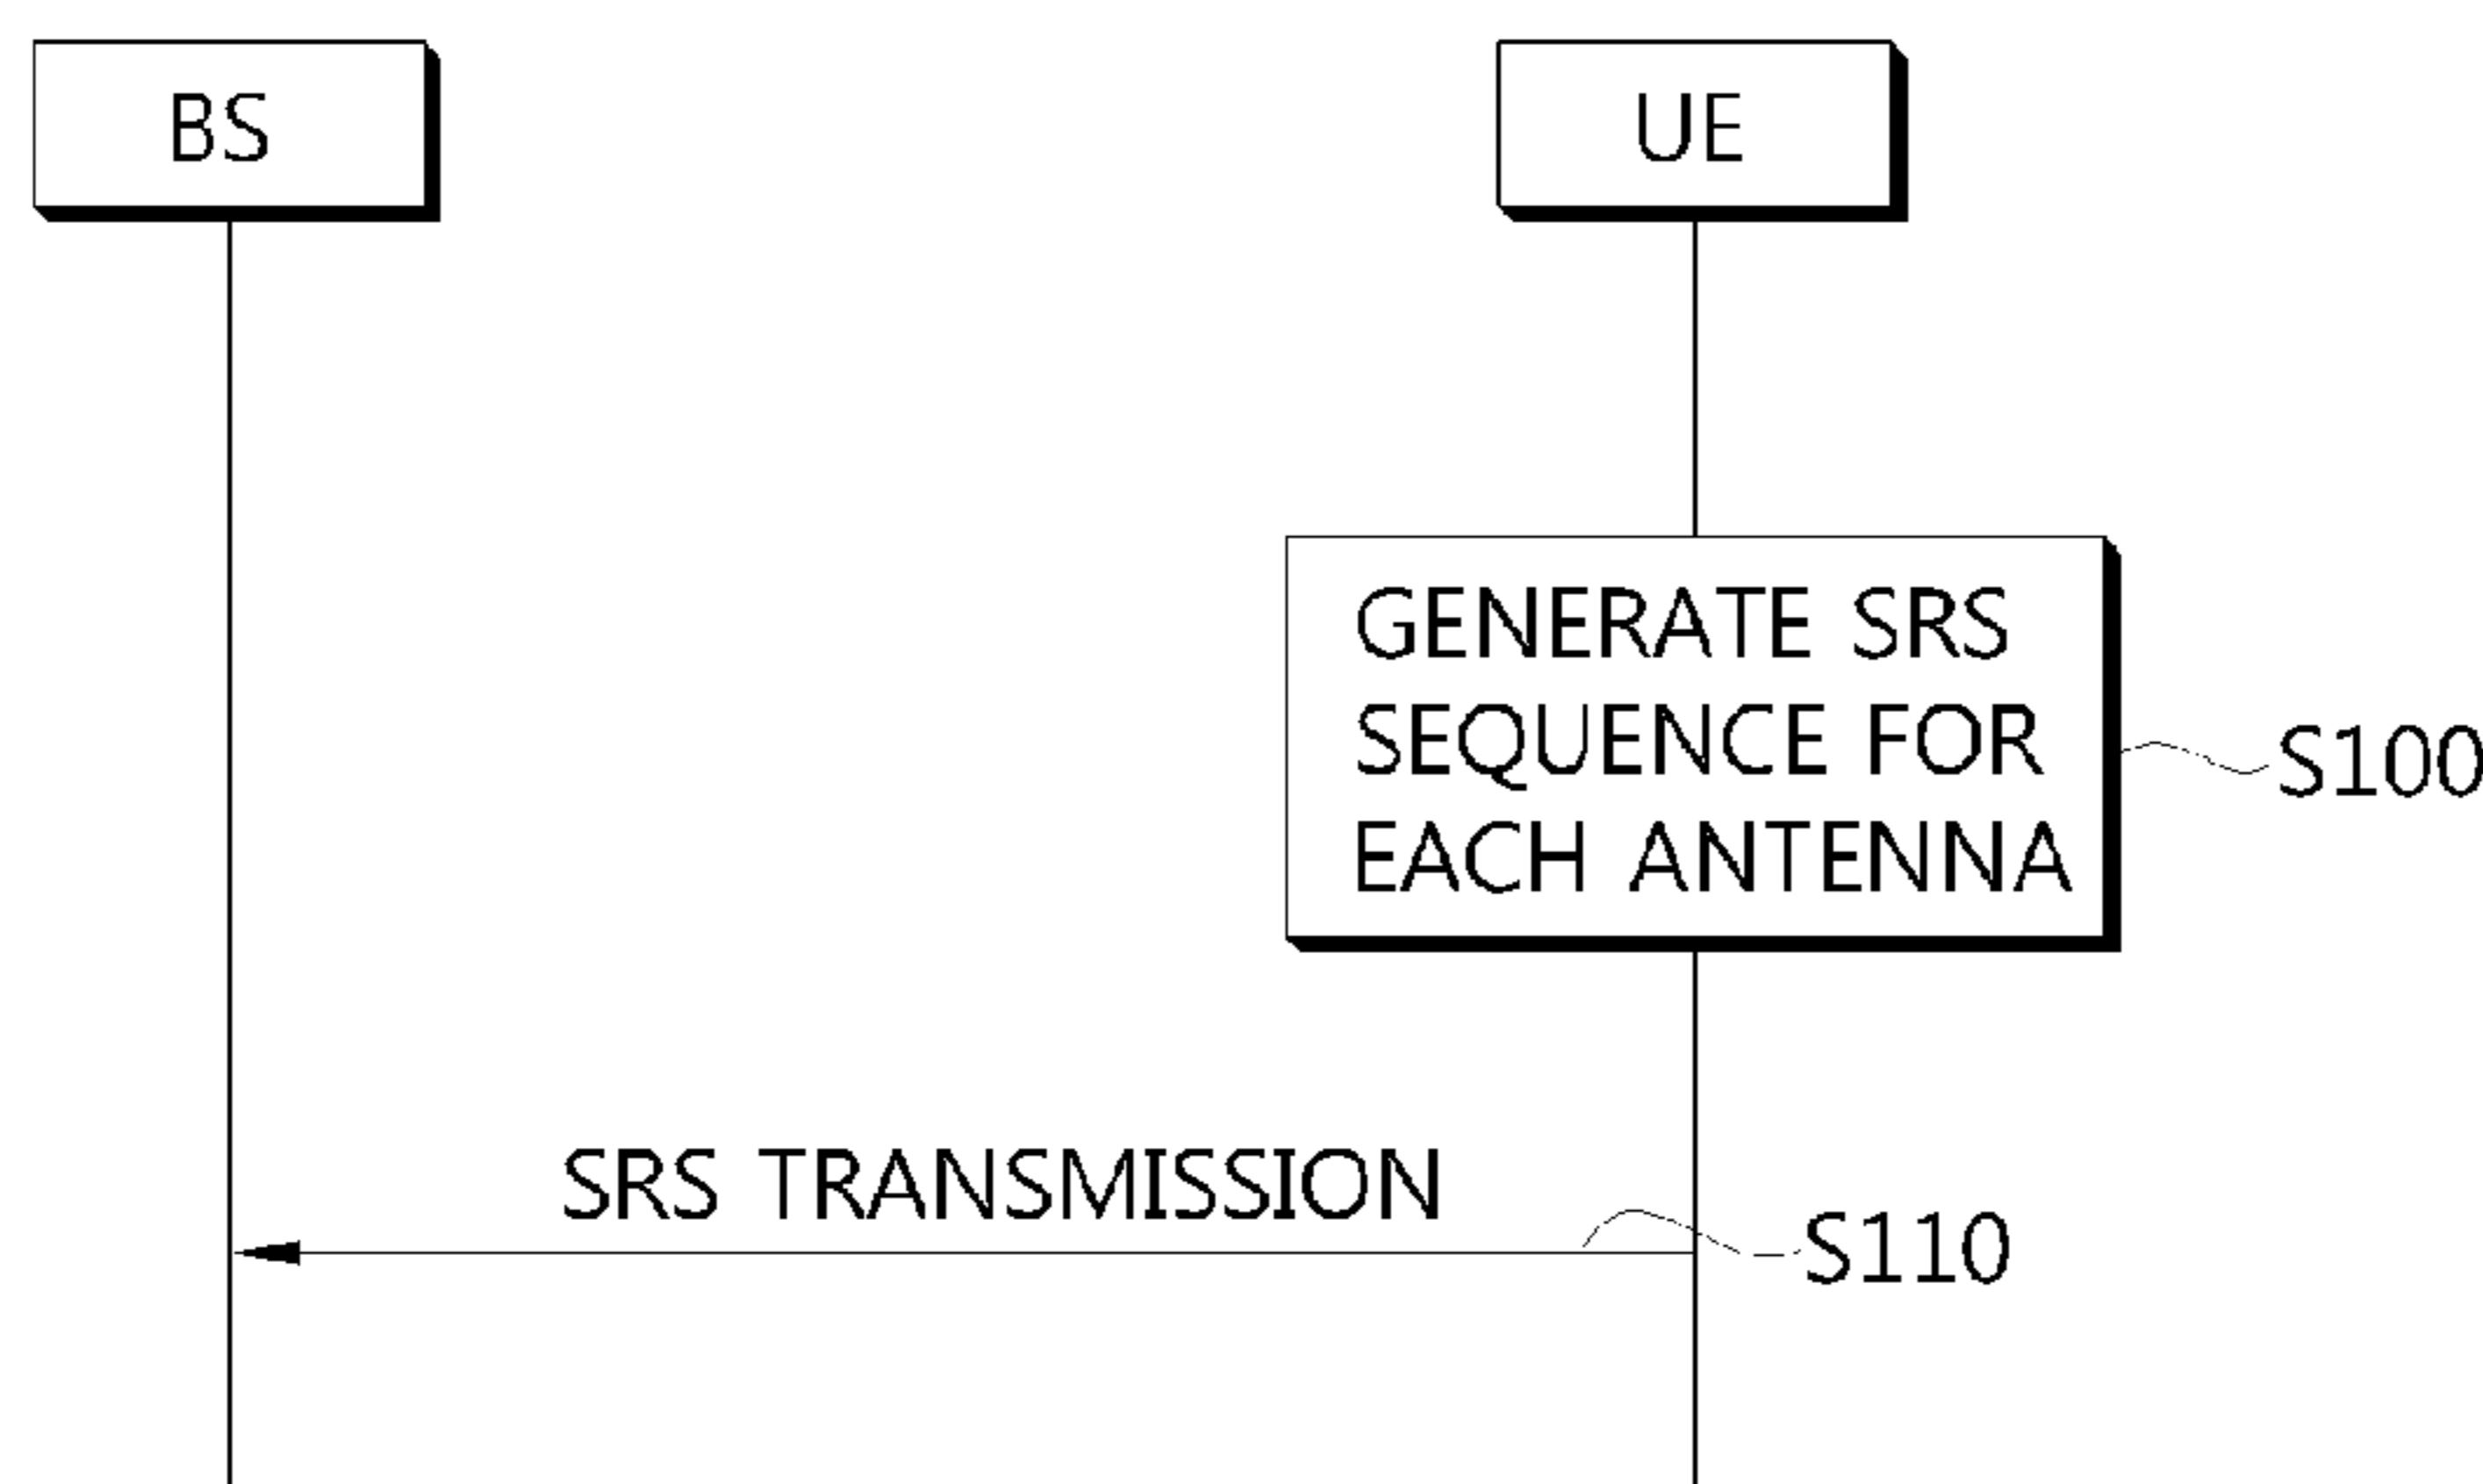 BS
UE
GENERATE SRS
SEQUENCE FOR
EACH ANTENNA
S100
SRS TRANSMISSION
S110